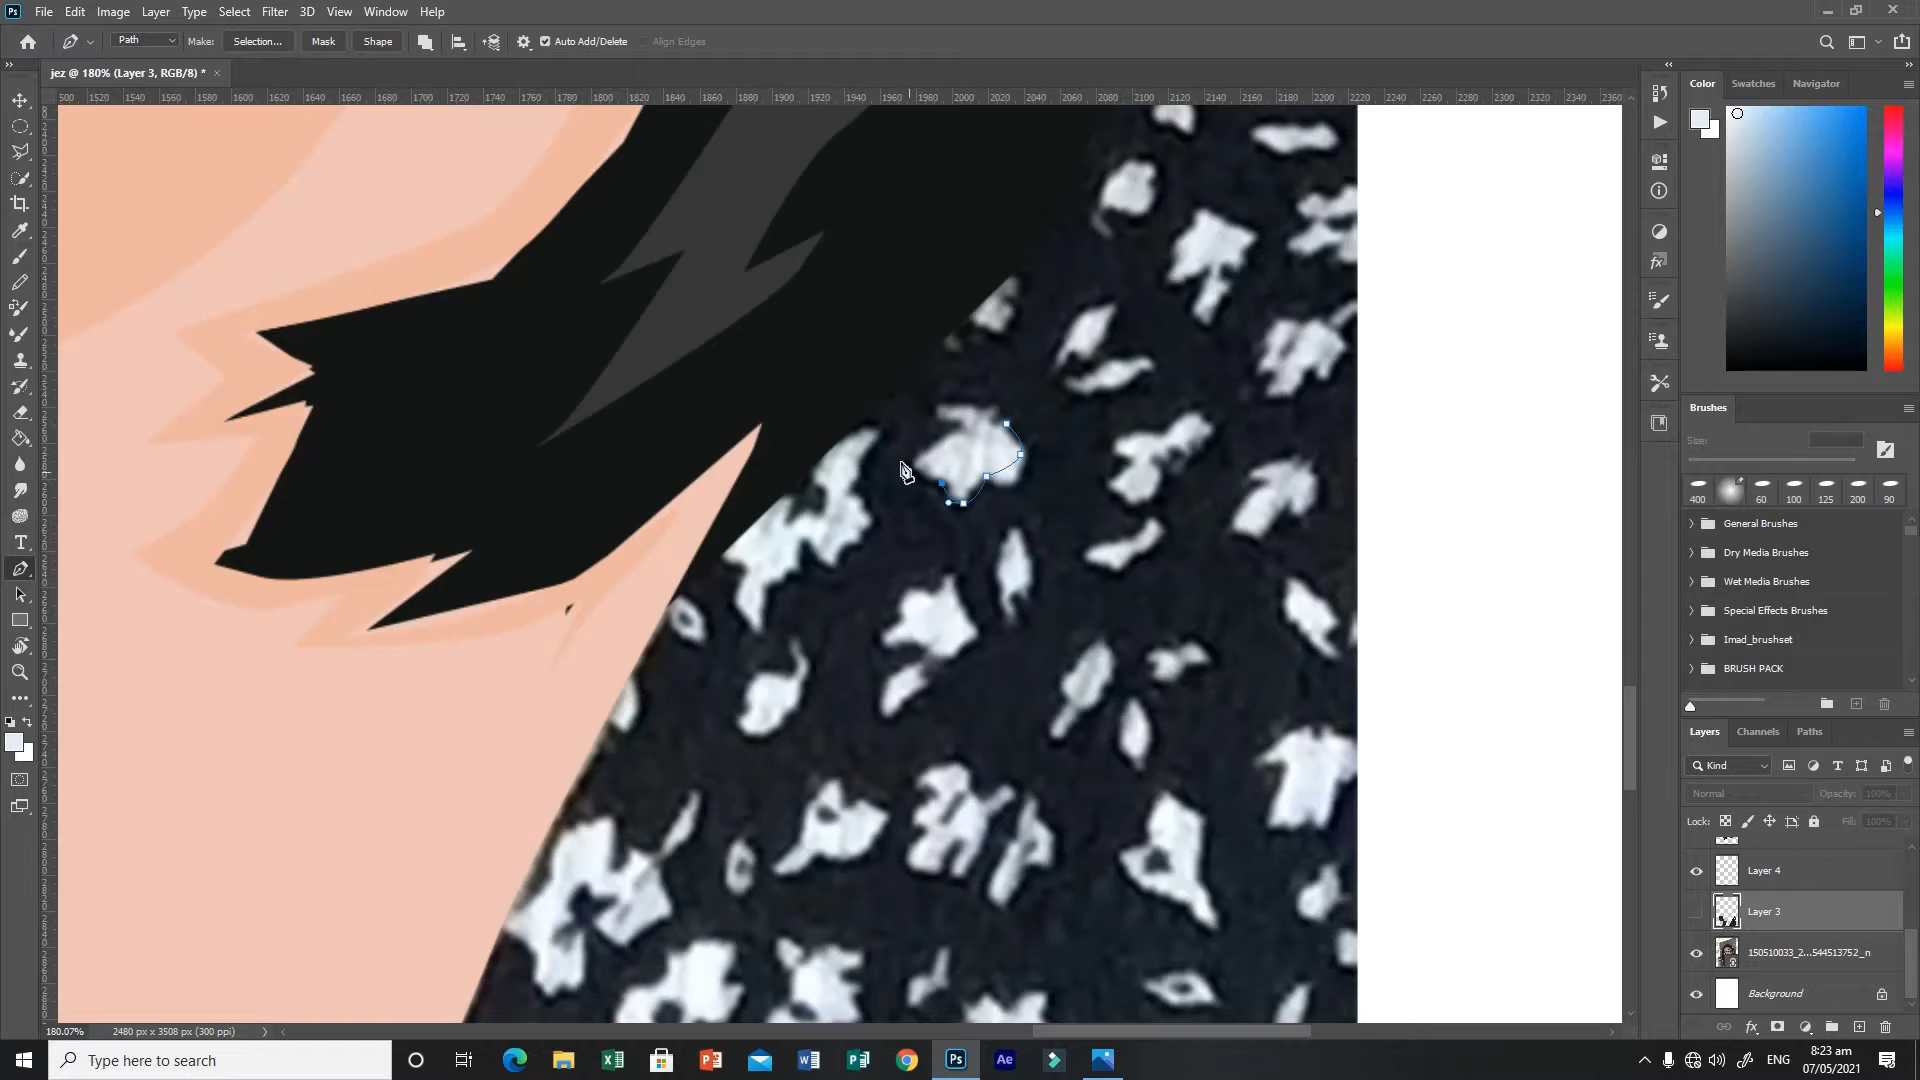 Ps File Edit Image Layer Type Select Filter 3D View Window Help
Path Make: Selection... Mask Shape Auto Add/Delete Align Edges
jez @ 180% (Layer 3, RGB/8) * ×
500 1520 1540 1560 1580 1600 1620 1640 1660 1680 1700 1720 1740 1760 1780 1800 1820 1840 1860 1880 1900 1920 1940 1960 1980 2000 2020 2040 2060 2080 2100 2120 2140 2160 2180 2200 2220 2240 2260 2280 2300 2320 2340 2360
Color Swatches Navigator
Brushes
Size:
400 60 100 125 200 90
General Brushes
Dry Media Brushes
Wet Media Brushes
Special Effects Brushes
Imad_brushset
BRUSH PACK
Layers Channels Paths
Kind
Normal Opacity: 100%
Lock: Fill: 100%
Layer 4
Layer 3
150510033_2...544513752_n
Background
180.07% 2480 px x 3508 px (300 ppi)
Type here to search
Ps Ae
ENG
8:23 am
07/05/2021